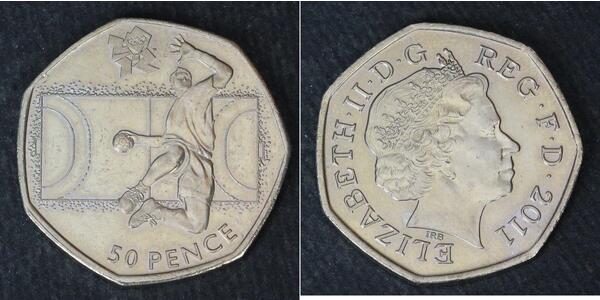 50 PENCE
ELIZABETH·II·D·G REG·F·D·2011
IRB